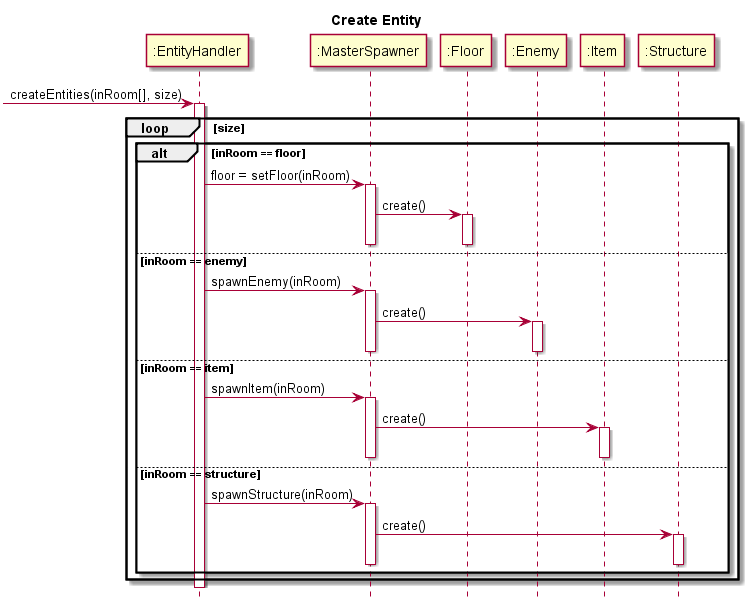 Create Entity
:EntityHandler :MasterSpawner :Floor :Enemy :Item :Structure
createEntities(inRoom[], size)
loop [size]
alt [inRoom == floor]
floor = setFloor(inRoom)
create()
[inRoom == enemy]
spawnEnemy(inRoom)
create()
[inRoom == item]
spawnItem(inRoom)
create()
[inRoom == structure]
spawnStructure(inRoom)
create()